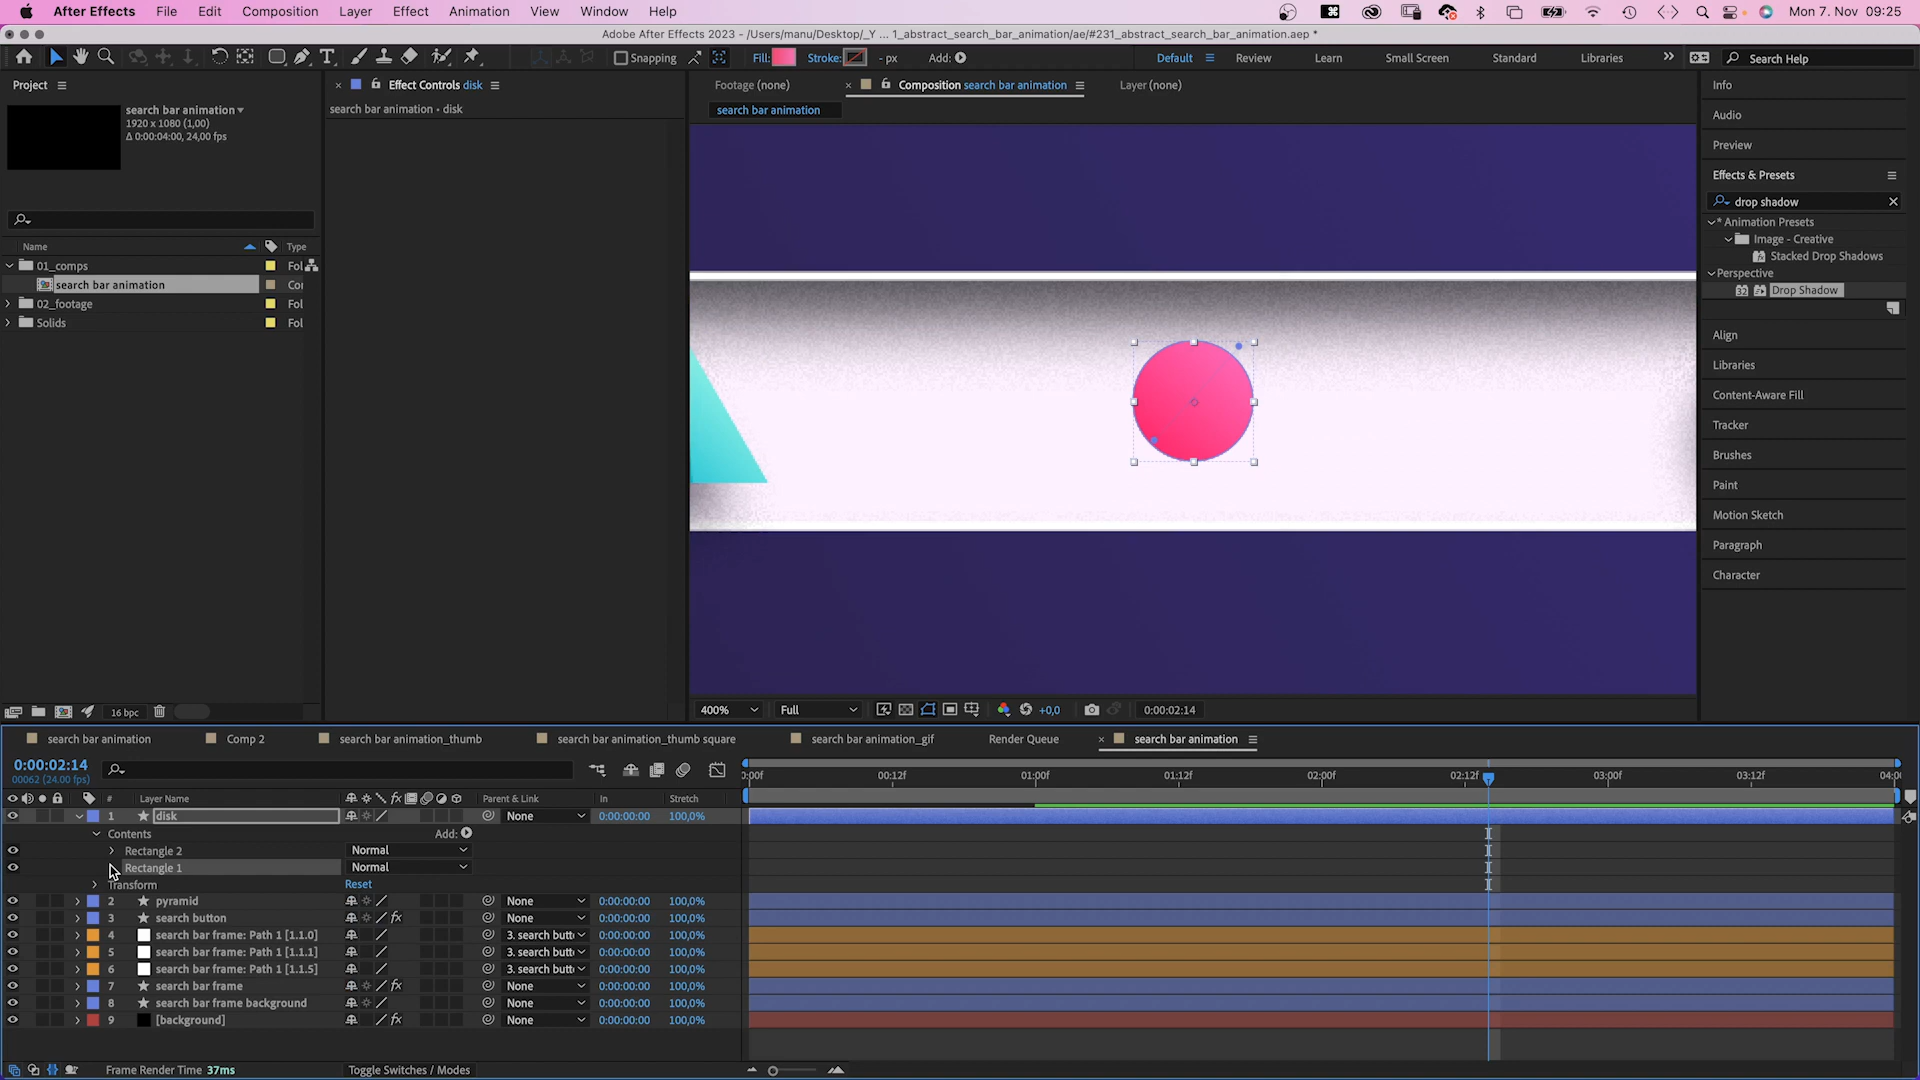 After Effects File Edit Composition Layer Effect Animation View Window Help Mon 7. Nov 09:25
Adobe After Effects 2023 - /Users/manu/Desktop/_Y ... 1_abstract_search_bar_animation/ae/#231_abstract_search_bar_animation.aep *
Snapping Fill: Stroke: - px Add: Default Review Learn Small Screen Standard Libraries Search Help
Project
search bar animation
1920 x 1080 (1,00)
Δ 0:00:04:00, 24,00 fps
Name Type
01_comps Fol
search bar animation Co
02_footage Fol
Solids Fol
16 bpc
Effect Controls disk
search bar animation • disk
Footage (none) Composition search bar animation Layer (none)
search bar animation
400% Full +0,0 0:00:02:14
Info
Audio
Preview
Effects & Presets
drop shadow
* Animation Presets
Image - Creative
Stacked Drop Shadows
Perspective
32 Drop Shadow
Align
Libraries
Content-Aware Fill
Tracker
Brushes
Paint
Motion Sketch
Paragraph
Character
search bar animation Comp 2 search bar animation_thumb search bar animation_thumb square search bar animation_gif Render Queue search bar animation
0:00:02:14
00062 (24.00 fps)
:00f 00:12f 01:00f 01:12f 02:00f 02:12f 03:00f 03:12f 04:0
# Layer Name fx Parent & Link In Stretch
1 disk None 0:00:00:00 100,0%
Contents Add:
Rectangle 2 Normal
Rectangle 1 Normal
Transform Reset
2 pyramid None 0:00:00:00 100,0%
3 search button fx None 0:00:00:00 100,0%
4 search bar frame: Path 1 [1.1.0] 3. search butt 0:00:00:00 100,0%
5 search bar frame: Path 1 [1.1.1] 3. search butt 0:00:00:00 100,0%
6 search bar frame: Path 1 [1.1.5] 3. search butt 0:00:00:00 100,0%
7 search bar frame fx None 0:00:00:00 100,0%
8 search bar frame background None 0:00:00:00 100,0%
9 [background] fx None 0:00:00:00 100,0%
Frame Render Time 37ms Toggle Switches / Modes